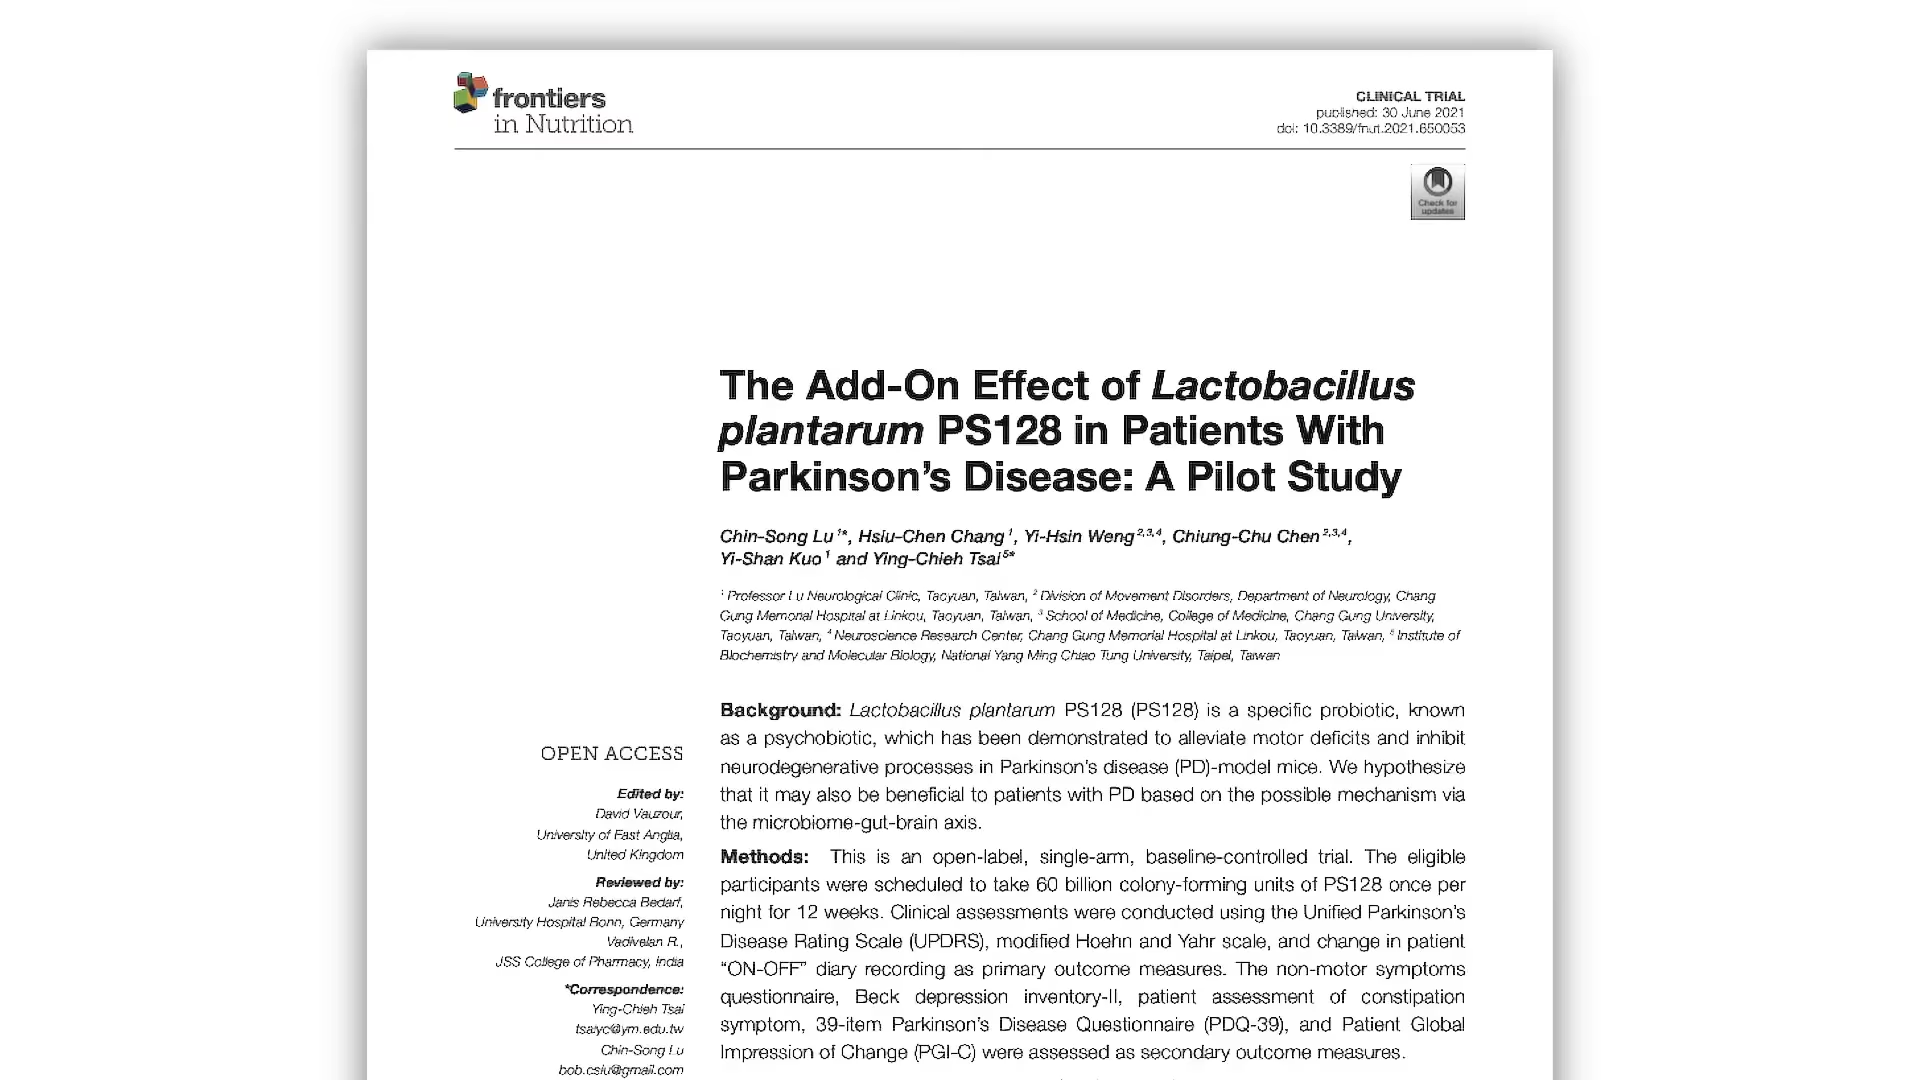 frontiers
in Nutrition
CLINICAL TRIAL
published: 30 June 2021
doi: 10.3389/fnut.2021.650053
Check for
updates
The Add-On Effect of Lactobacillus
plantarum PS128 in Patients With
Parkinson's Disease: A Pilot Study
Chin-Song Lu 1*, Hsiu-Chen Chang 1, Yi-Hsin Weng 2,3,4, Chiung-Chu Chen 2,3,4,
Yi-Shan Kuo 1 and Ying-Chieh Tsai 5*
1 Professor Lu Neurological Clinic, Taoyuan, Taiwan, 2 Division of Movement Disorders, Department of Neurology, Chang
Gung Memorial Hospital at Linkou, Taoyuan, Taiwan, 3 School of Medicine, College of Medicine, Chang Gung University,
Taoyuan, Taiwan, 4 Neuroscience Research Center, Chang Gung Memorial Hospital at Linkou, Taoyuan, Taiwan, 5 Institute of
Biochemistry and Molecular Biology, National Yang Ming Chiao Tung University, Taipei, Taiwan
Background: Lactobacillus plantarum PS128 (PS128) is a specific probiotic, known
as a psychobiotic, which has been demonstrated to alleviate motor deficits and inhibit
neurodegenerative processes in Parkinson's disease (PD)-model mice. We hypothesize
that it may also be beneficial to patients with PD based on the possible mechanism via
the microbiome-gut-brain axis.
Methods: This is an open-label, single-arm, baseline-controlled trial. The eligible
participants were scheduled to take 60 billion colony-forming units of PS128 once per
night for 12 weeks. Clinical assessments were conducted using the Unified Parkinson's
Disease Rating Scale (UPDRS), modified Hoehn and Yahr scale, and change in patient
“ON-OFF” diary recording as primary outcome measures. The non-motor symptoms
questionnaire, Beck depression inventory-II, patient assessment of constipation
symptom, 39-item Parkinson's Disease Questionnaire (PDQ-39), and Patient Global
Impression of Change (PGI-C) were assessed as secondary outcome measures.
OPEN ACCESS
Edited by:
David Vauzour,
University of East Anglia,
United Kingdom
Reviewed by:
Janis Rebecca Bedarf,
University Hospital Bonn, Germany
Vadivelan R.,
JSS College of Pharmacy, India
*Correspondence:
Ying-Chieh Tsai
tsaiyc@ym.edu.tw
Chin-Song Lu
bob.cslu@gmail.com